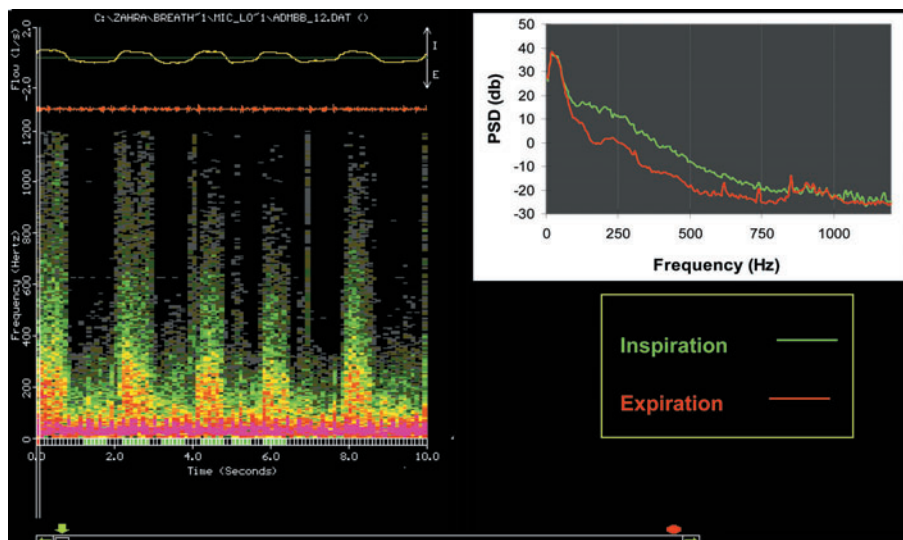 C:\ZAHRA\BREATH~1\MIC_LO~1\ADMBB_12.DAT ()
2.0
Flow (l/s)
-2.0
I
E
1200
1000
800
600
400
200
0
Frequency (Hertz)
0.0 2.0 4.0 6.0 8.0 10.0
Time (Seconds)
50
40
30
20
10
0
-10
-20
-30
PSD (db)
0 250 500 750 1000
Frequency (Hz)
Inspiration
Expiration